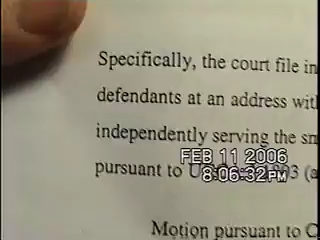 Specifically, the court file in
defendants at an address with
independently serving the sm
pursuant to
FEB 11 2006
8:06:32PM
Motion pursuant to C